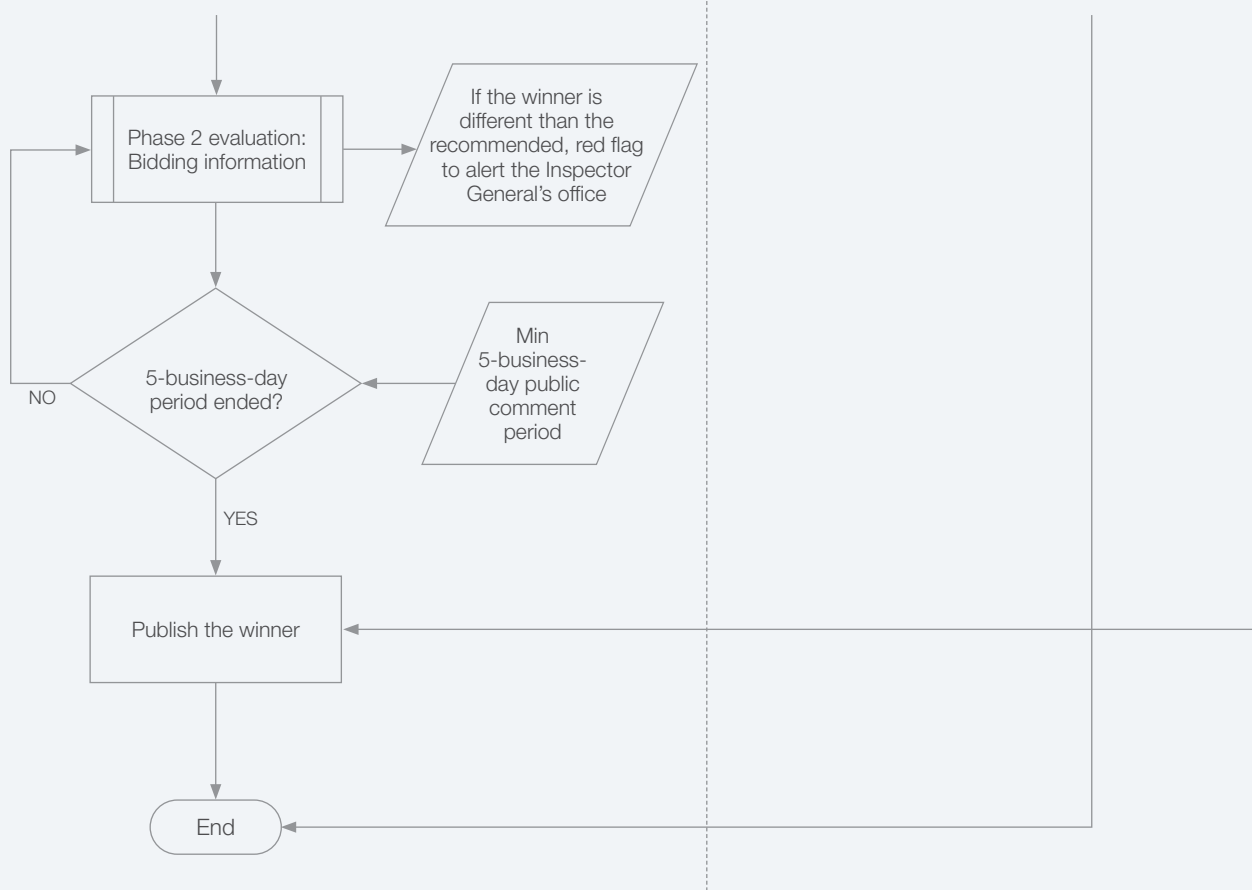 Phase 2 evaluation:
Bidding information
If the winner is
different than the
recommended, red flag
to alert the Inspector
General’s office
5-business-day
period ended?
Min
5-business-
day public
comment
period
NO
YES
Publish the winner
End